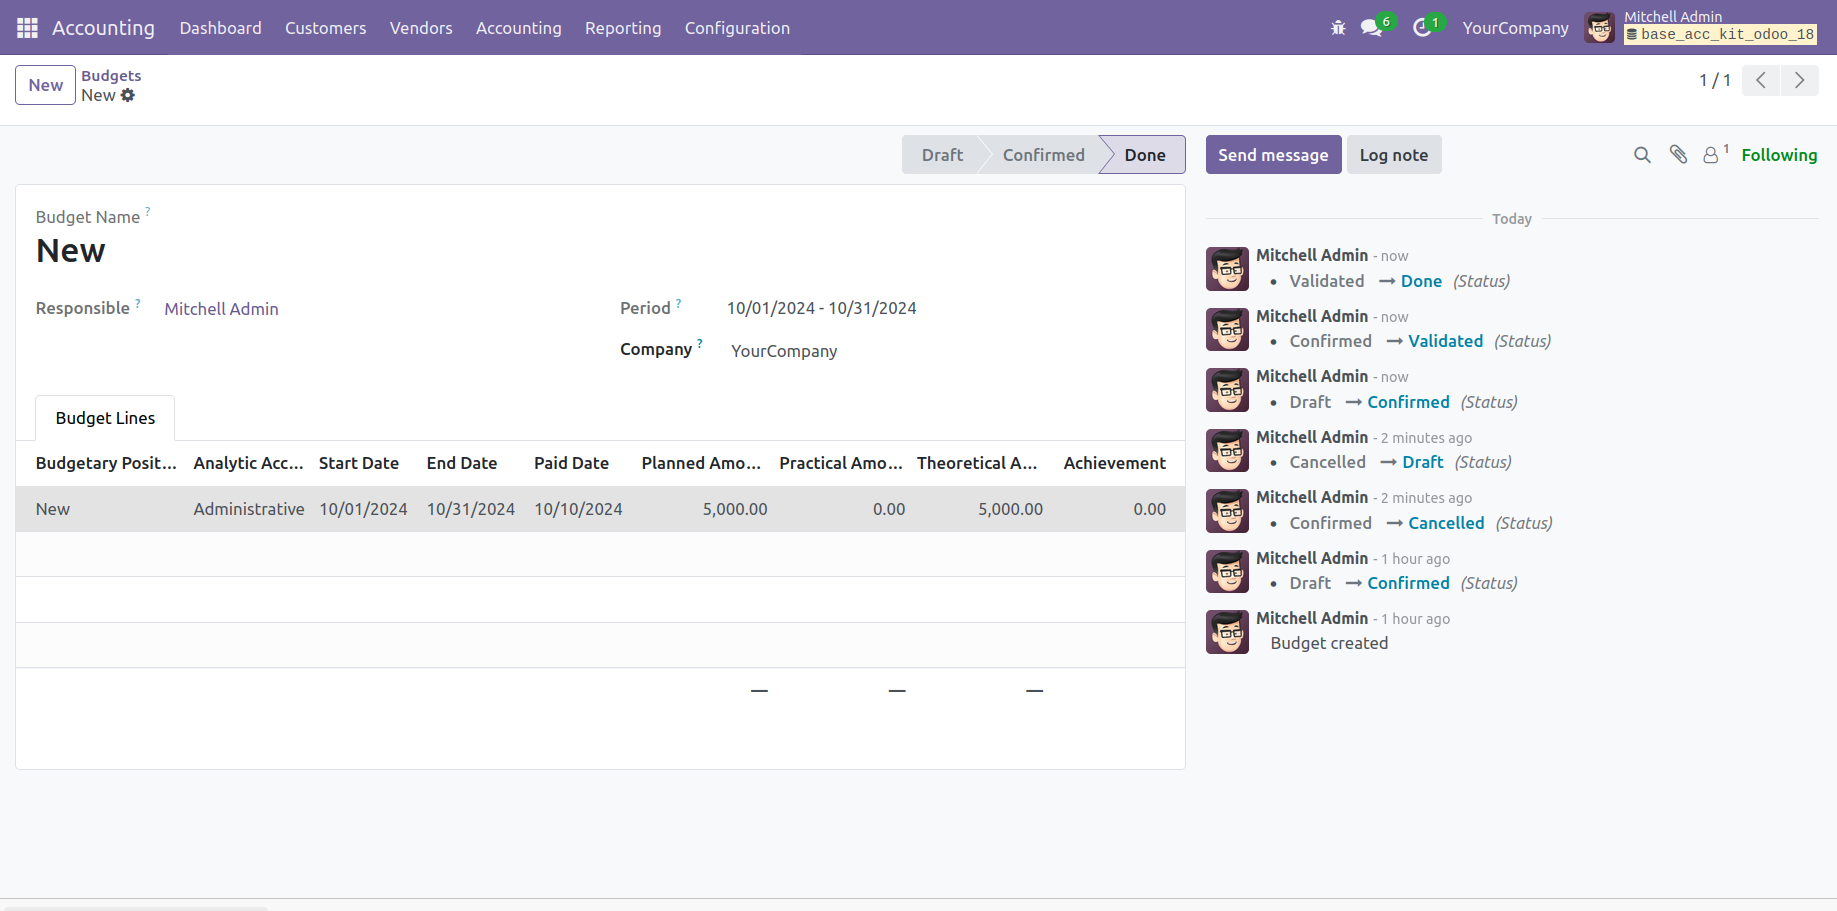 Accounting Dashboard Customers Vendors Accounting Reporting Configuration 6 1 YourCompany Mitchell Admin
base_acc_kit_odoo_18
New Budgets
New
1 / 1
Draft Confirmed Done Send message Log note 1 Following
Budget Name ?
New
Responsible ? Mitchell Admin
Period ? 10/01/2024 - 10/31/2024
Company ? YourCompany
Budget Lines
Budgetary Posit... Analytic Acc... Start Date End Date Paid Date Planned Amo... Practical Amo... Theoretical A... Achievement
New Administrative 10/01/2024 10/31/2024 10/10/2024 5,000.00 0.00 5,000.00 0.00
— — —
Today
Mitchell Admin - now
• Validated → Done (Status)
Mitchell Admin - now
• Confirmed → Validated (Status)
Mitchell Admin - now
• Draft → Confirmed (Status)
Mitchell Admin - 2 minutes ago
• Cancelled → Draft (Status)
Mitchell Admin - 2 minutes ago
• Confirmed → Cancelled (Status)
Mitchell Admin - 1 hour ago
• Draft → Confirmed (Status)
Mitchell Admin - 1 hour ago
Budget created